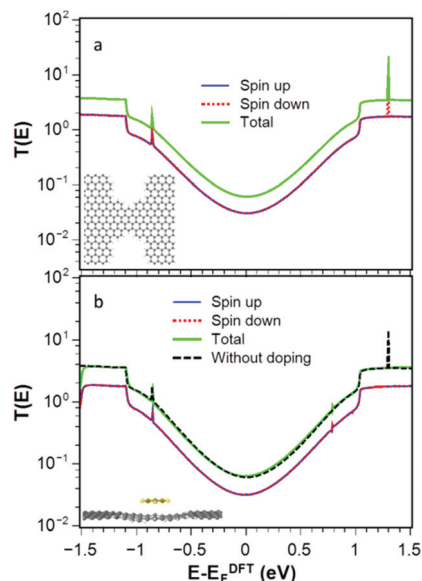 a
10²
10¹
10⁰
10⁻¹
10⁻²
T(E)
Spin up
Spin down
Total
b
10²
10¹
10⁰
10⁻¹
10⁻²
T(E)
Spin up
Spin down
Total
Without doping
−1.5 −1.0 −0.5 0.0 0.5 1.0 1.5
E-E_F^DFT (eV)